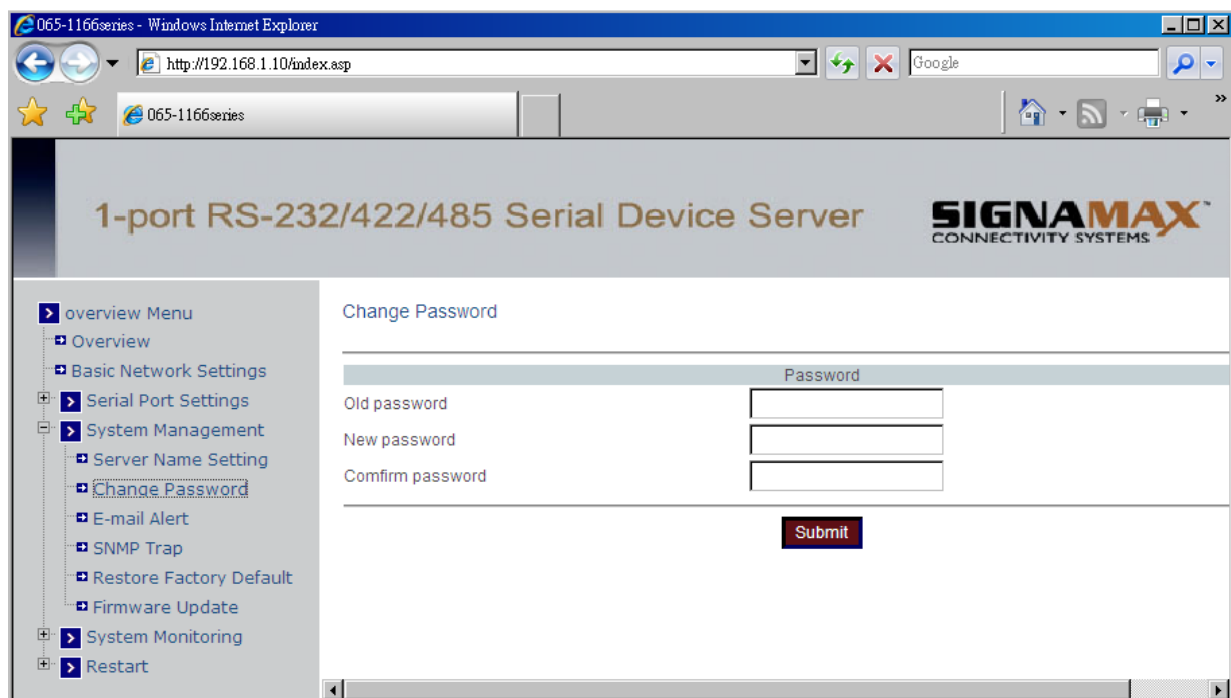 065-1166series - Windows Internet Explorer
http://192.168.1.10/index.asp
Google
065-1166series
1-port RS-232/422/485 Serial Device Server
SIGNAMAX™
CONNECTIVITY SYSTEMS
overview Menu
Overview
Basic Network Settings
Serial Port Settings
System Management
Server Name Setting
Change Password
E-mail Alert
SNMP Trap
Restore Factory Default
Firmware Update
System Monitoring
Restart
Change Password
Password
Old password
New password
Comfirm password
Submit